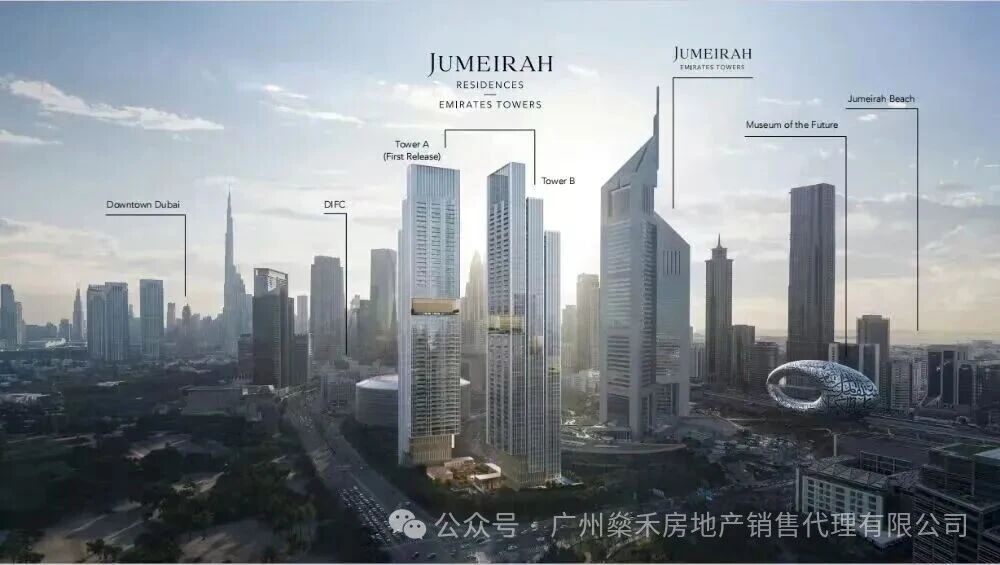 JUMEIRAH
RESIDENCES
EMIRATES TOWERS
JUMEIRAH
EMIRATES TOWERS
Jumeirah Beach
Museum of the Future
Tower A
(First Release)
Tower B
Downtown Dubai
DIFC
公众号 · 广州燊禾房地产销售代理有限公司